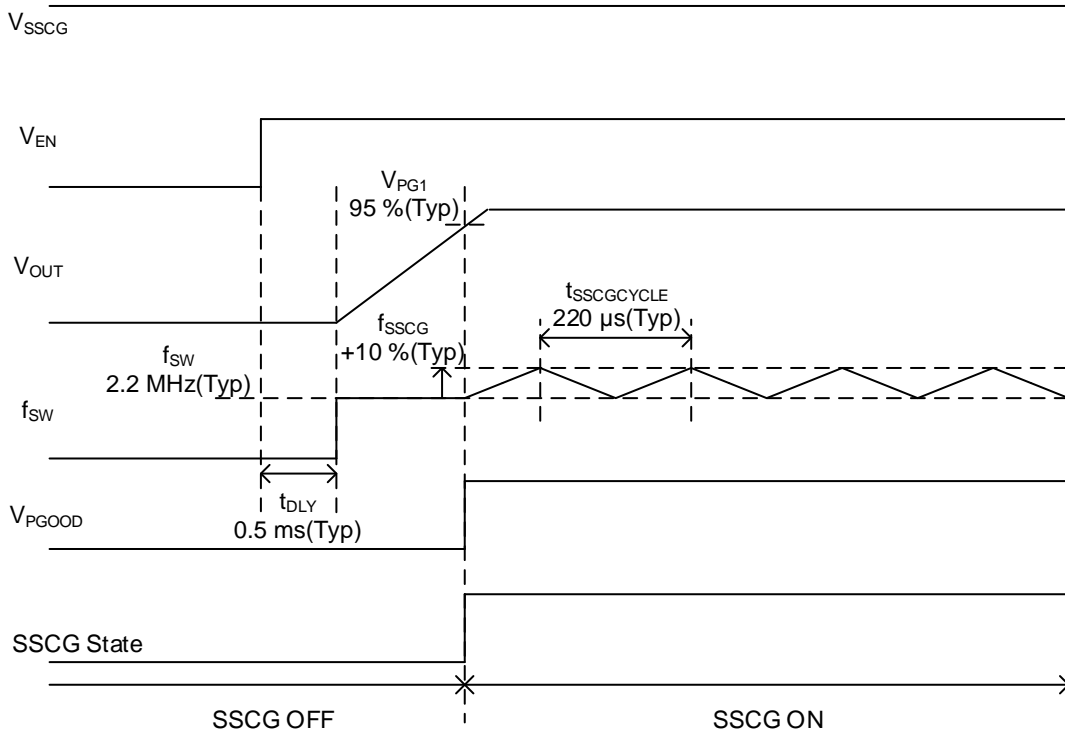 VSSCG
VEN
VPG1
95 %(Typ)
VOUT
tSSCGCYCLE
220 µs(Typ)
fSSCG
+10 %(Typ)
fSW
2.2 MHz(Typ)
fSW
tDLY
0.5 ms(Typ)
VPGOOD
SSCG State
SSCG OFF
SSCG ON